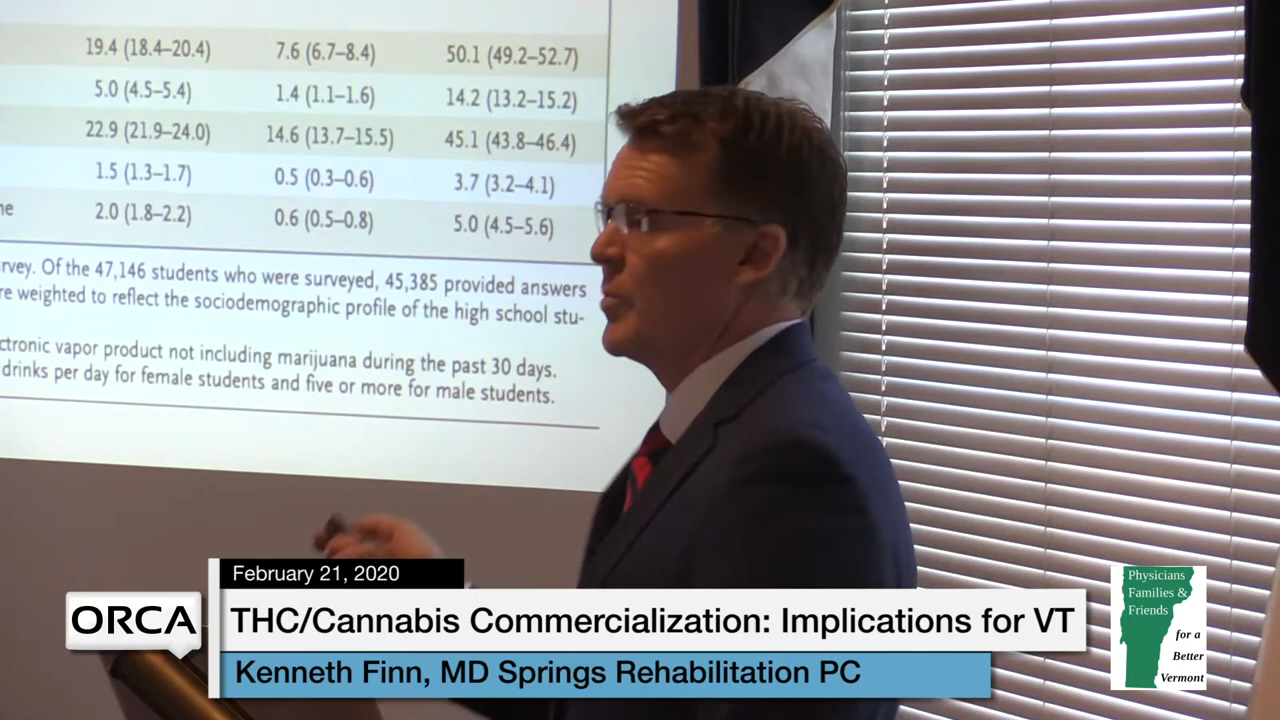 19.4 (18.4–20.4) 7.6 (6.7–8.4) 50.1 (49.2–52.7)
5.0 (4.5–5.4) 1.4 (1.1–1.6) 14.2 (13.2–15.2)
22.9 (21.9–24.0) 14.6 (13.7–15.5) 45.1 (43.8–46.4)
1.5 (1.3–1.7) 0.5 (0.3–0.6) 3.7 (3.2–4.1)
ne 2.0 (1.8–2.2) 0.6 (0.5–0.8) 5.0 (4.5–5.6)
rvey. Of the 47,146 students who were surveyed, 45,385 provided answers
re weighted to reflect the sociodemographic profile of the high school stu-
ctronic vapor product not including marijuana during the past 30 days.
drinks per day for female students and five or more for male students.
February 21, 2020
ORCA
THC/Cannabis Commercialization: Implications for VT
Kenneth Finn, MD Springs Rehabilitation PC
Physicians
Families &
Friends
for a
Better
Vermont